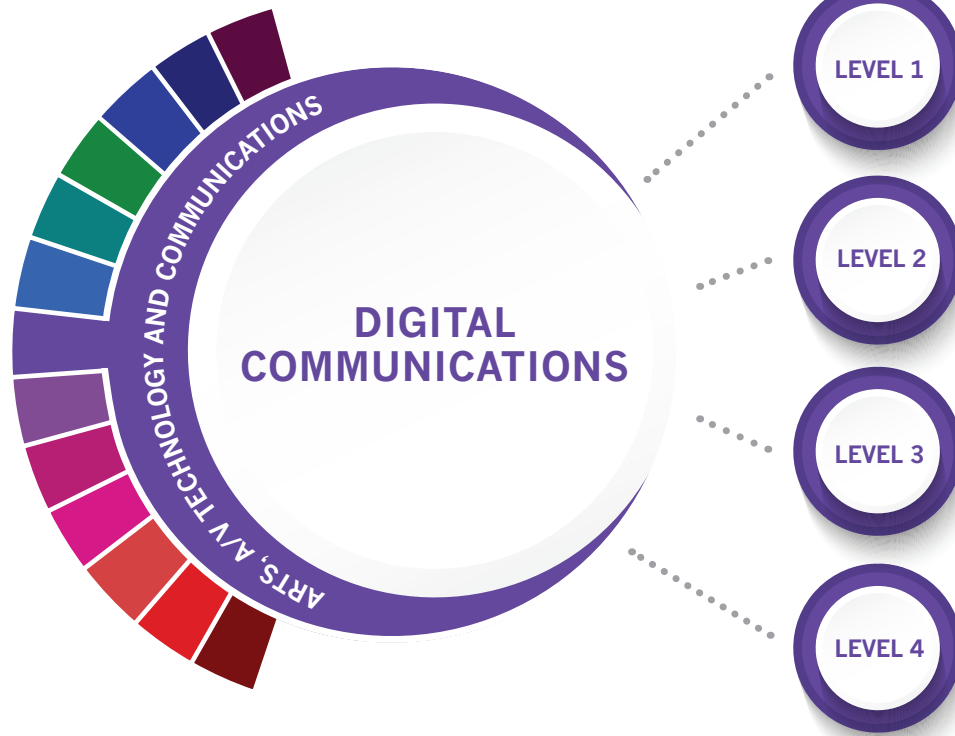 ARTS, A/V TECHNOLOGY AND COMMUNICATIONS
DIGITAL
COMMUNICATIONS
LEVEL 1
LEVEL 2
LEVEL 3
LEVEL 4